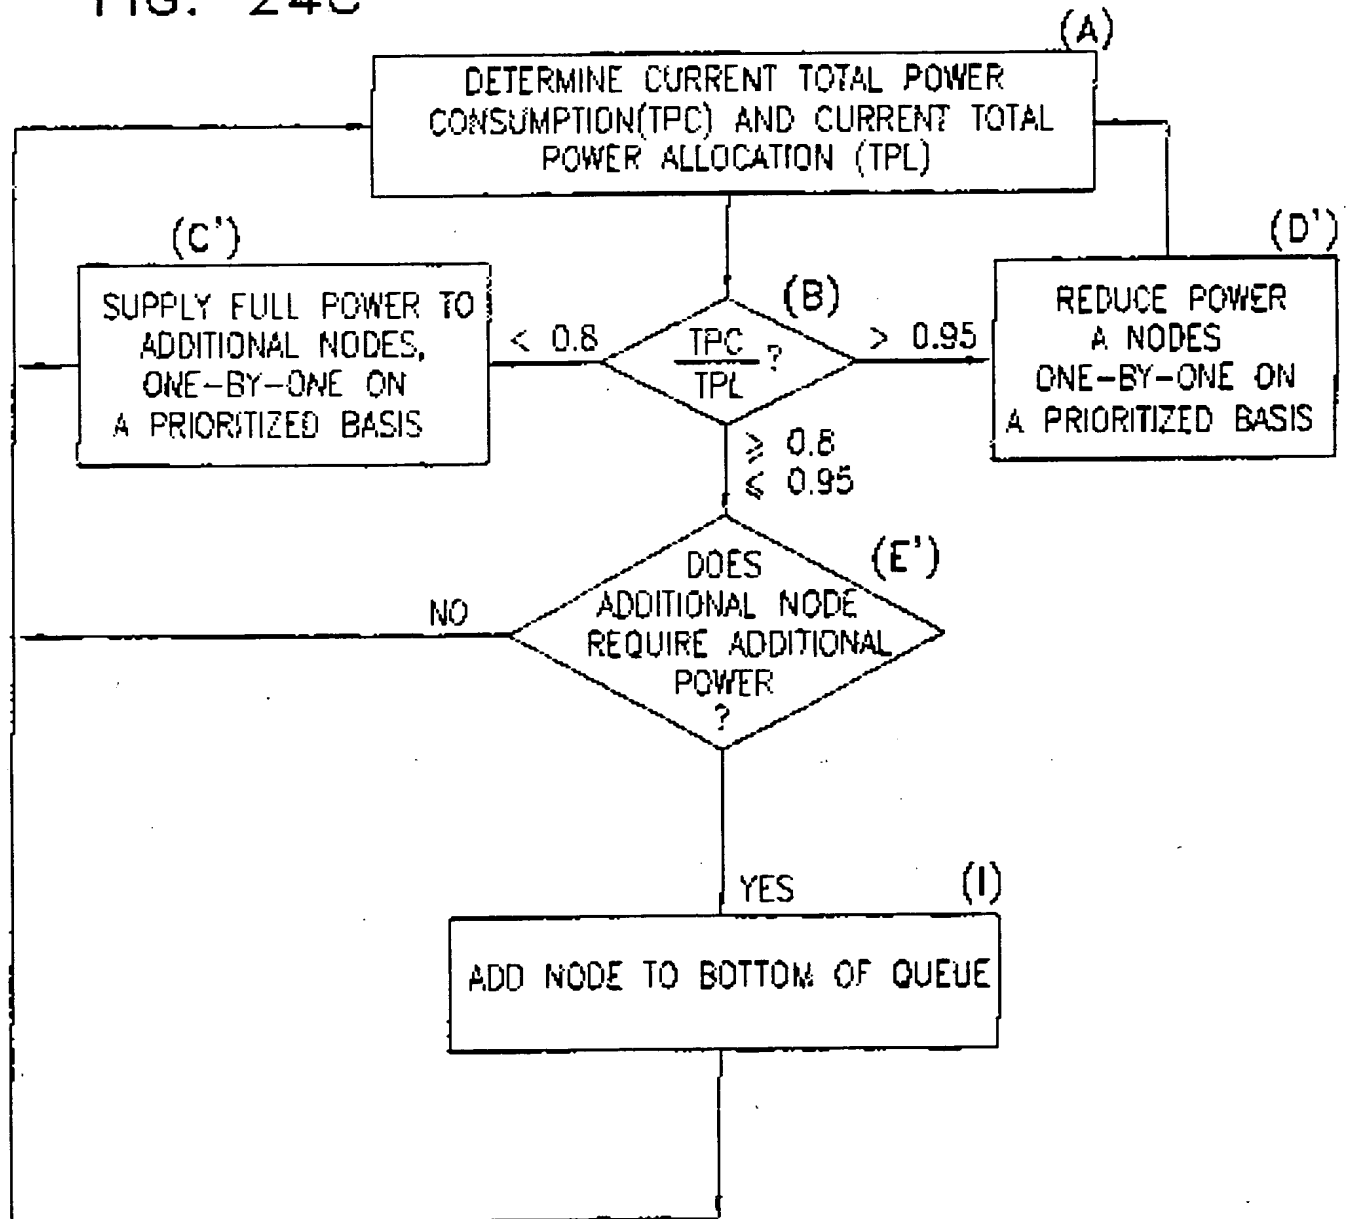 FIG. 24C
(A)
DETERMINE CURRENT TOTAL POWER
CONSUMPTION(TPC) AND CURRENT TOTAL
POWER ALLOCATION (TPL)
(C')
SUPPLY FULL POWER TO
ADDITIONAL NODES,
ONE-BY-ONE ON
A PRIORITIZED BASIS
< 0.8
(B)
TPC
TPL
?
> 0.95
(D')
REDUCE POWER
A NODES
ONE-BY-ONE ON
A PRIORITIZED BASIS
≥ 0.8
≤ 0.95
(E')
DOES
ADDITIONAL NODE
REQUIRE ADDITIONAL
POWER
?
NO
YES
(I)
ADD NODE TO BOTTOM OF QUEUE